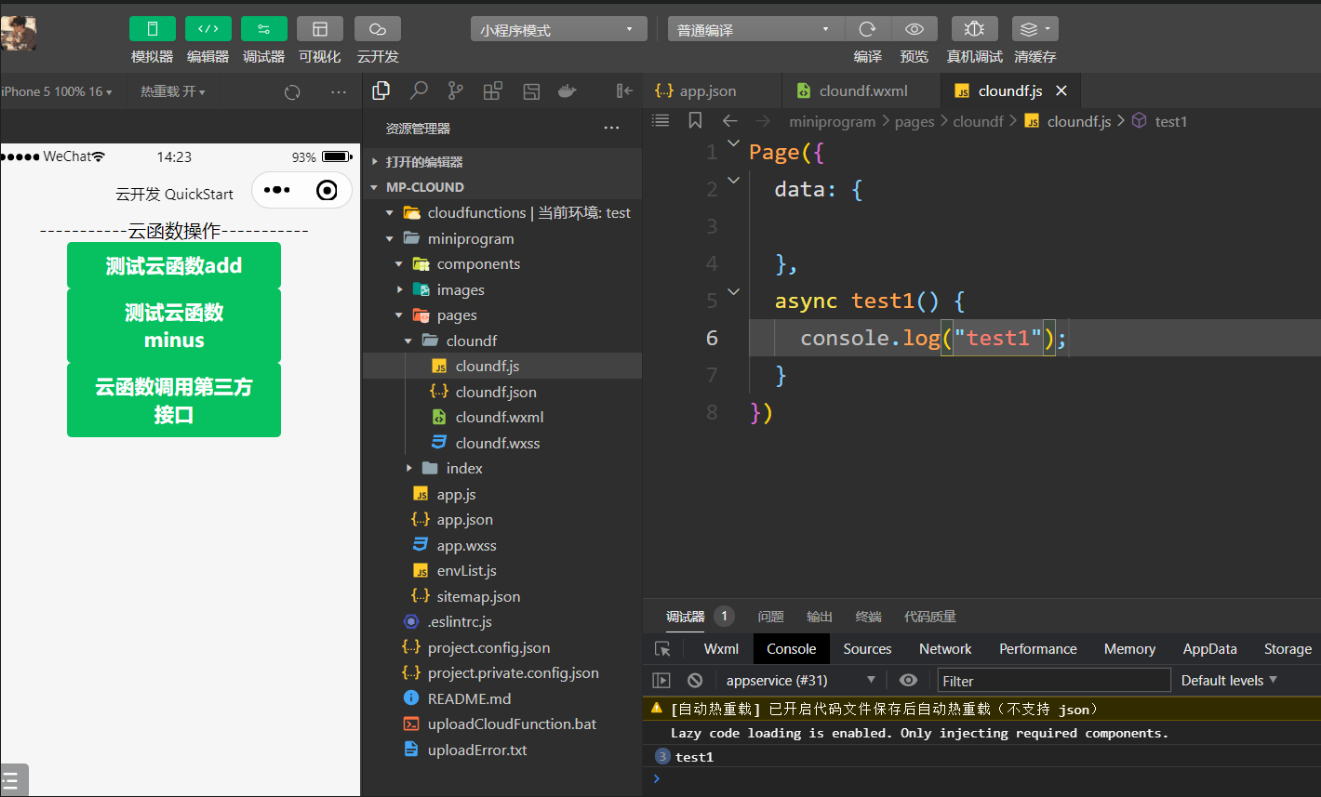 模拟器 编辑器 调试器 可视化 云开发
小程序模式
普通编译
编译 预览 真机调试 清缓存
iPhone 5 100% 16
热重载 开
WeChat
14:23
93%
云开发 QuickStart
-----------云函数操作-----------
测试云函数add
测试云函数
minus
云函数调用第三方
接口
资源管理器
打开的编辑器
MP-CLOUND
cloudfunctions | 当前环境: test
miniprogram
components
images
pages
cloundf
cloundf.js
cloundf.json
cloundf.wxml
cloundf.wxss
index
app.js
app.json
app.wxss
envList.js
sitemap.json
.eslintrc.js
project.config.json
project.private.config.json
README.md
uploadCloudFunction.bat
uploadError.txt
app.json cloundf.wxml cloundf.js
miniprogram > pages > cloundf > cloundf.js > test1
1 Page({
2 data: {
3
4 },
5 async test1() {
6 console.log("test1");
7 }
8 })
调试器 1 问题 输出 终端 代码质量
Wxml Console Sources Network Performance Memory AppData Storage
appservice (#31) Filter Default levels
[自动热重载] 已开启代码文件保存后自动热重载（不支持 json）
Lazy code loading is enabled. Only injecting required components.
3 test1